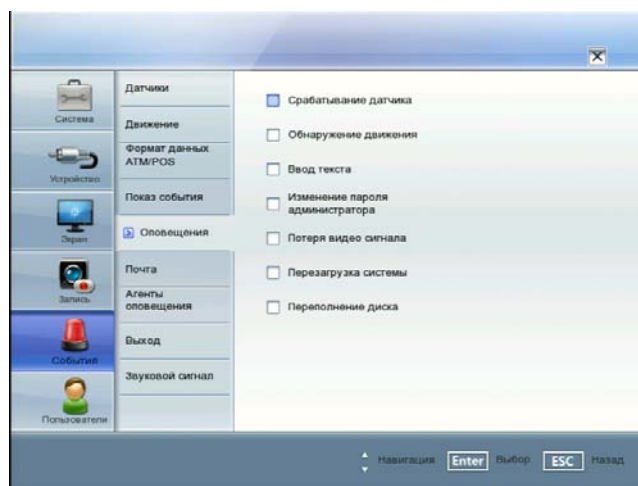 Система
Устройство
Экран
Запись
События
Пользователи
Датчики
Движение
Формат данных
ATM/POS
Показ события
Оповещения
Почта
Агенты
оповещения
Выход
Звуковой сигнал
Срабатывание датчика
Обнаружение движения
Ввод текста
Изменение пароля
администратора
Потеря видео сигнала
Перезагрузка системы
Переполнение диска
Навигация Enter Выбор ESC Назад